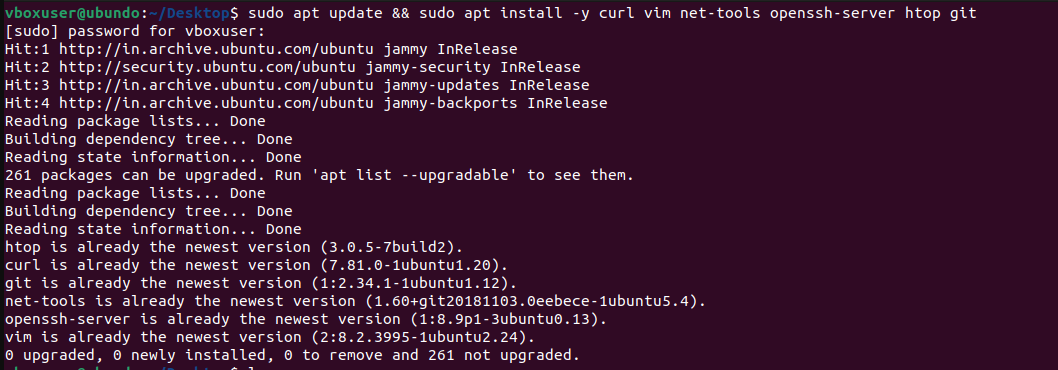 vboxuser@ubundo:~/Desktop$ sudo apt update && sudo apt install -y curl vim net-tools openssh-server htop git
[sudo] password for vboxuser:
Hit:1 http://in.archive.ubuntu.com/ubuntu jammy InRelease
Hit:2 http://security.ubuntu.com/ubuntu jammy-security InRelease
Hit:3 http://in.archive.ubuntu.com/ubuntu jammy-updates InRelease
Hit:4 http://in.archive.ubuntu.com/ubuntu jammy-backports InRelease
Reading package lists... Done
Building dependency tree... Done
Reading state information... Done
261 packages can be upgraded. Run 'apt list --upgradable' to see them.
Reading package lists... Done
Building dependency tree... Done
Reading state information... Done
htop is already the newest version (3.0.5-7build2).
curl is already the newest version (7.81.0-1ubuntu1.20).
git is already the newest version (1:2.34.1-1ubuntu1.12).
net-tools is already the newest version (1.60+git20181103.0eebece-1ubuntu5.4).
openssh-server is already the newest version (1:8.9p1-3ubuntu0.13).
vim is already the newest version (2:8.2.3995-1ubuntu2.24).
0 upgraded, 0 newly installed, 0 to remove and 261 not upgraded.